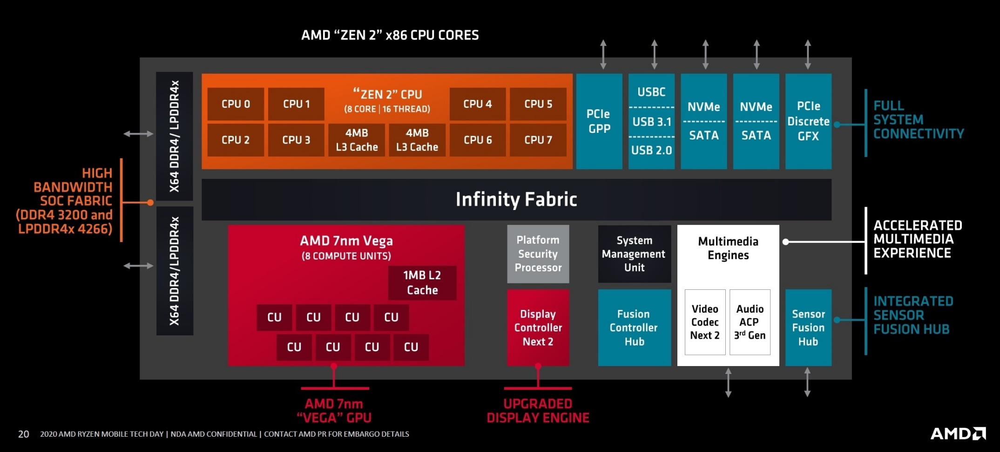 AMD “ZEN 2” x86 CPU CORES
X64 DDR4/ LPDDR4x
X64 DDR4/LPDDR4x
HIGH
BANDWIDTH
SOC FABRIC
(DDR4 3200 and
LPDDR4x 4266)
“ZEN 2” CPU
(8 CORE | 16 THREAD)
CPU 0
CPU 1
CPU 4
CPU 5
CPU 2
CPU 3
4MB
L3 Cache
4MB
L3 Cache
CPU 6
CPU 7
PCIe
GPP
USBC
USB 3.1
USB 2.0
NVMe
SATA
NVMe
SATA
PCIe
Discrete
GFX
FULL
SYSTEM
CONNECTIVITY
Infinity Fabric
AMD 7nm Vega
(8 COMPUTE UNITS)
1MB L2
Cache
CU
CU
CU
CU
CU
CU
CU
CU
Platform
Security
Processor
Display
Controller
Next 2
System
Management
Unit
Fusion
Controller
Hub
Multimedia
Engines
Video
Codec
Next 2
Audio
ACP
3rd Gen
Sensor
Fusion
Hub
ACCELERATED
MULTIMEDIA
EXPERIENCE
INTEGRATED
SENSOR
FUSION HUB
AMD 7nm
“VEGA” GPU
UPGRADED
DISPLAY ENGINE
20 2020 AMD RYZEN MOBILE TECH DAY | NDA AMD CONFIDENTIAL | CONTACT AMD PR FOR EMBARGO DETAILS
AMD